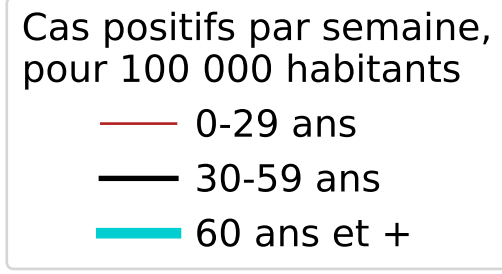 Cas positifs par semaine,
pour 100 000 habitants
0-29 ans
30-59 ans
60 ans et +